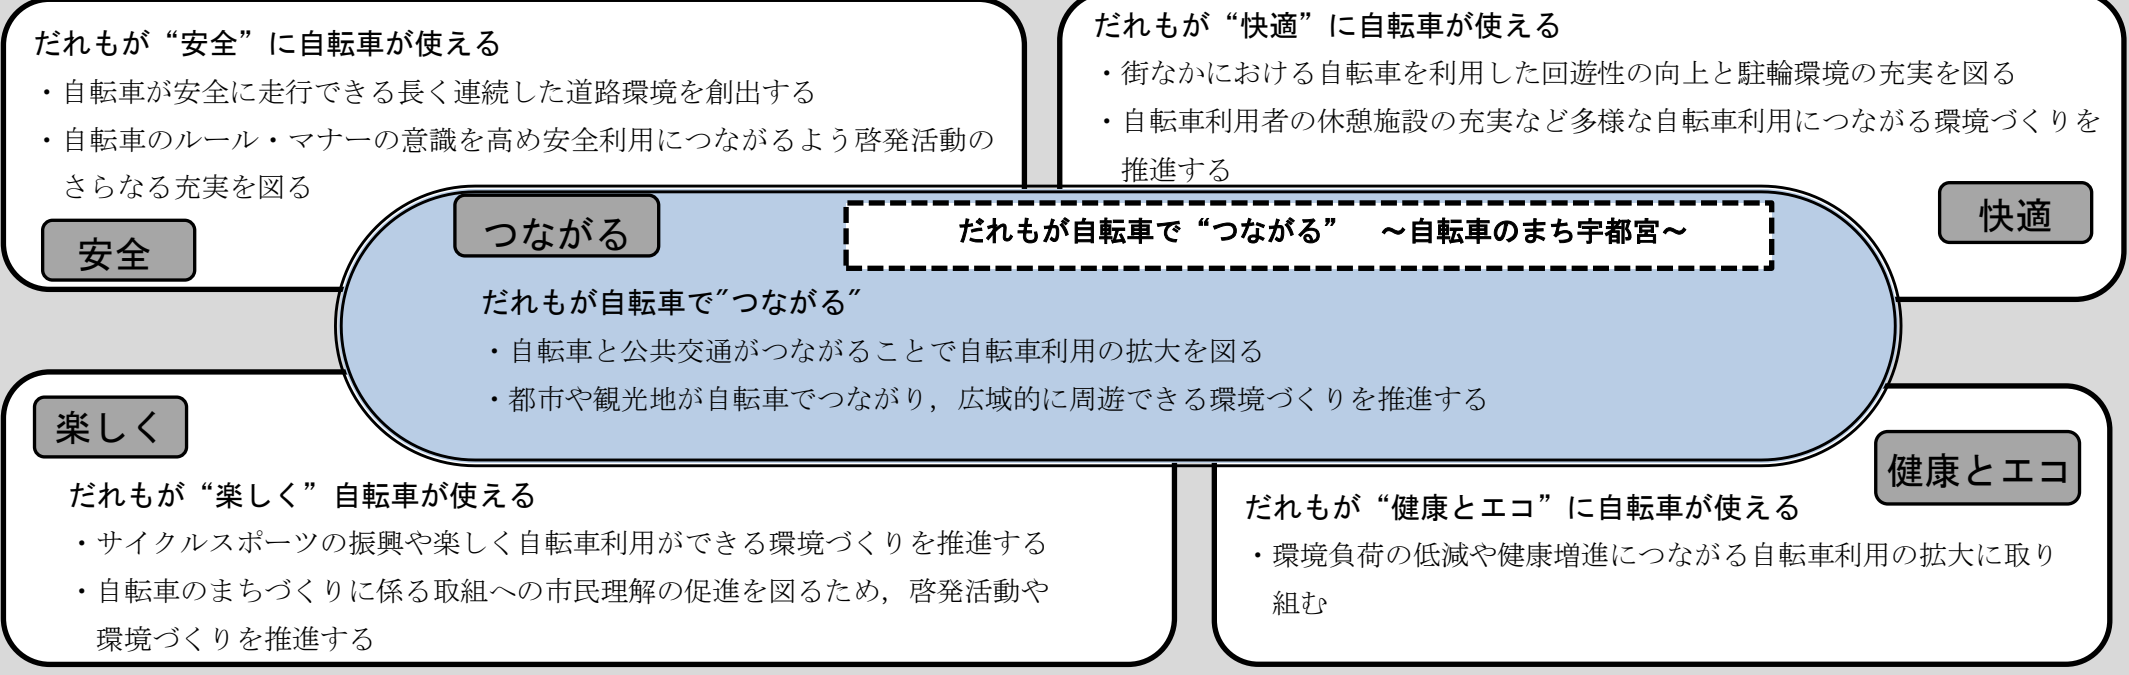 だれもが“安全”に自転車が使える
・自転車が安全に走行できる長く連続した道路環境を創出する
・自転車のルール・マナーの意識を高め安全利用につながるよう啓発活動の
さらなる充実を図る
安全
だれもが“快適”に自転車が使える
・街なかにおける自転車を利用した回遊性の向上と駐輪環境の充実を図る
・自転車利用者の休憩施設の充実など多様な自転車利用につながる環境づくりを
推進する
快適
つながる
だれもが自転車で“つながる”　～自転車のまち宇都宮～
だれもが自転車で″つながる″
・自転車と公共交通がつながることで自転車利用の拡大を図る
・都市や観光地が自転車でつながり，広域的に周遊できる環境づくりを推進する
楽しく
だれもが“楽しく”自転車が使える
・サイクルスポーツの振興や楽しく自転車利用ができる環境づくりを推進する
・自転車のまちづくりに係る取組への市民理解の促進を図るため，啓発活動や
環境づくりを推進する
健康とエコ
だれもが“健康とエコ”に自転車が使える
・環境負荷の低減や健康増進につながる自転車利用の拡大に取り
組む